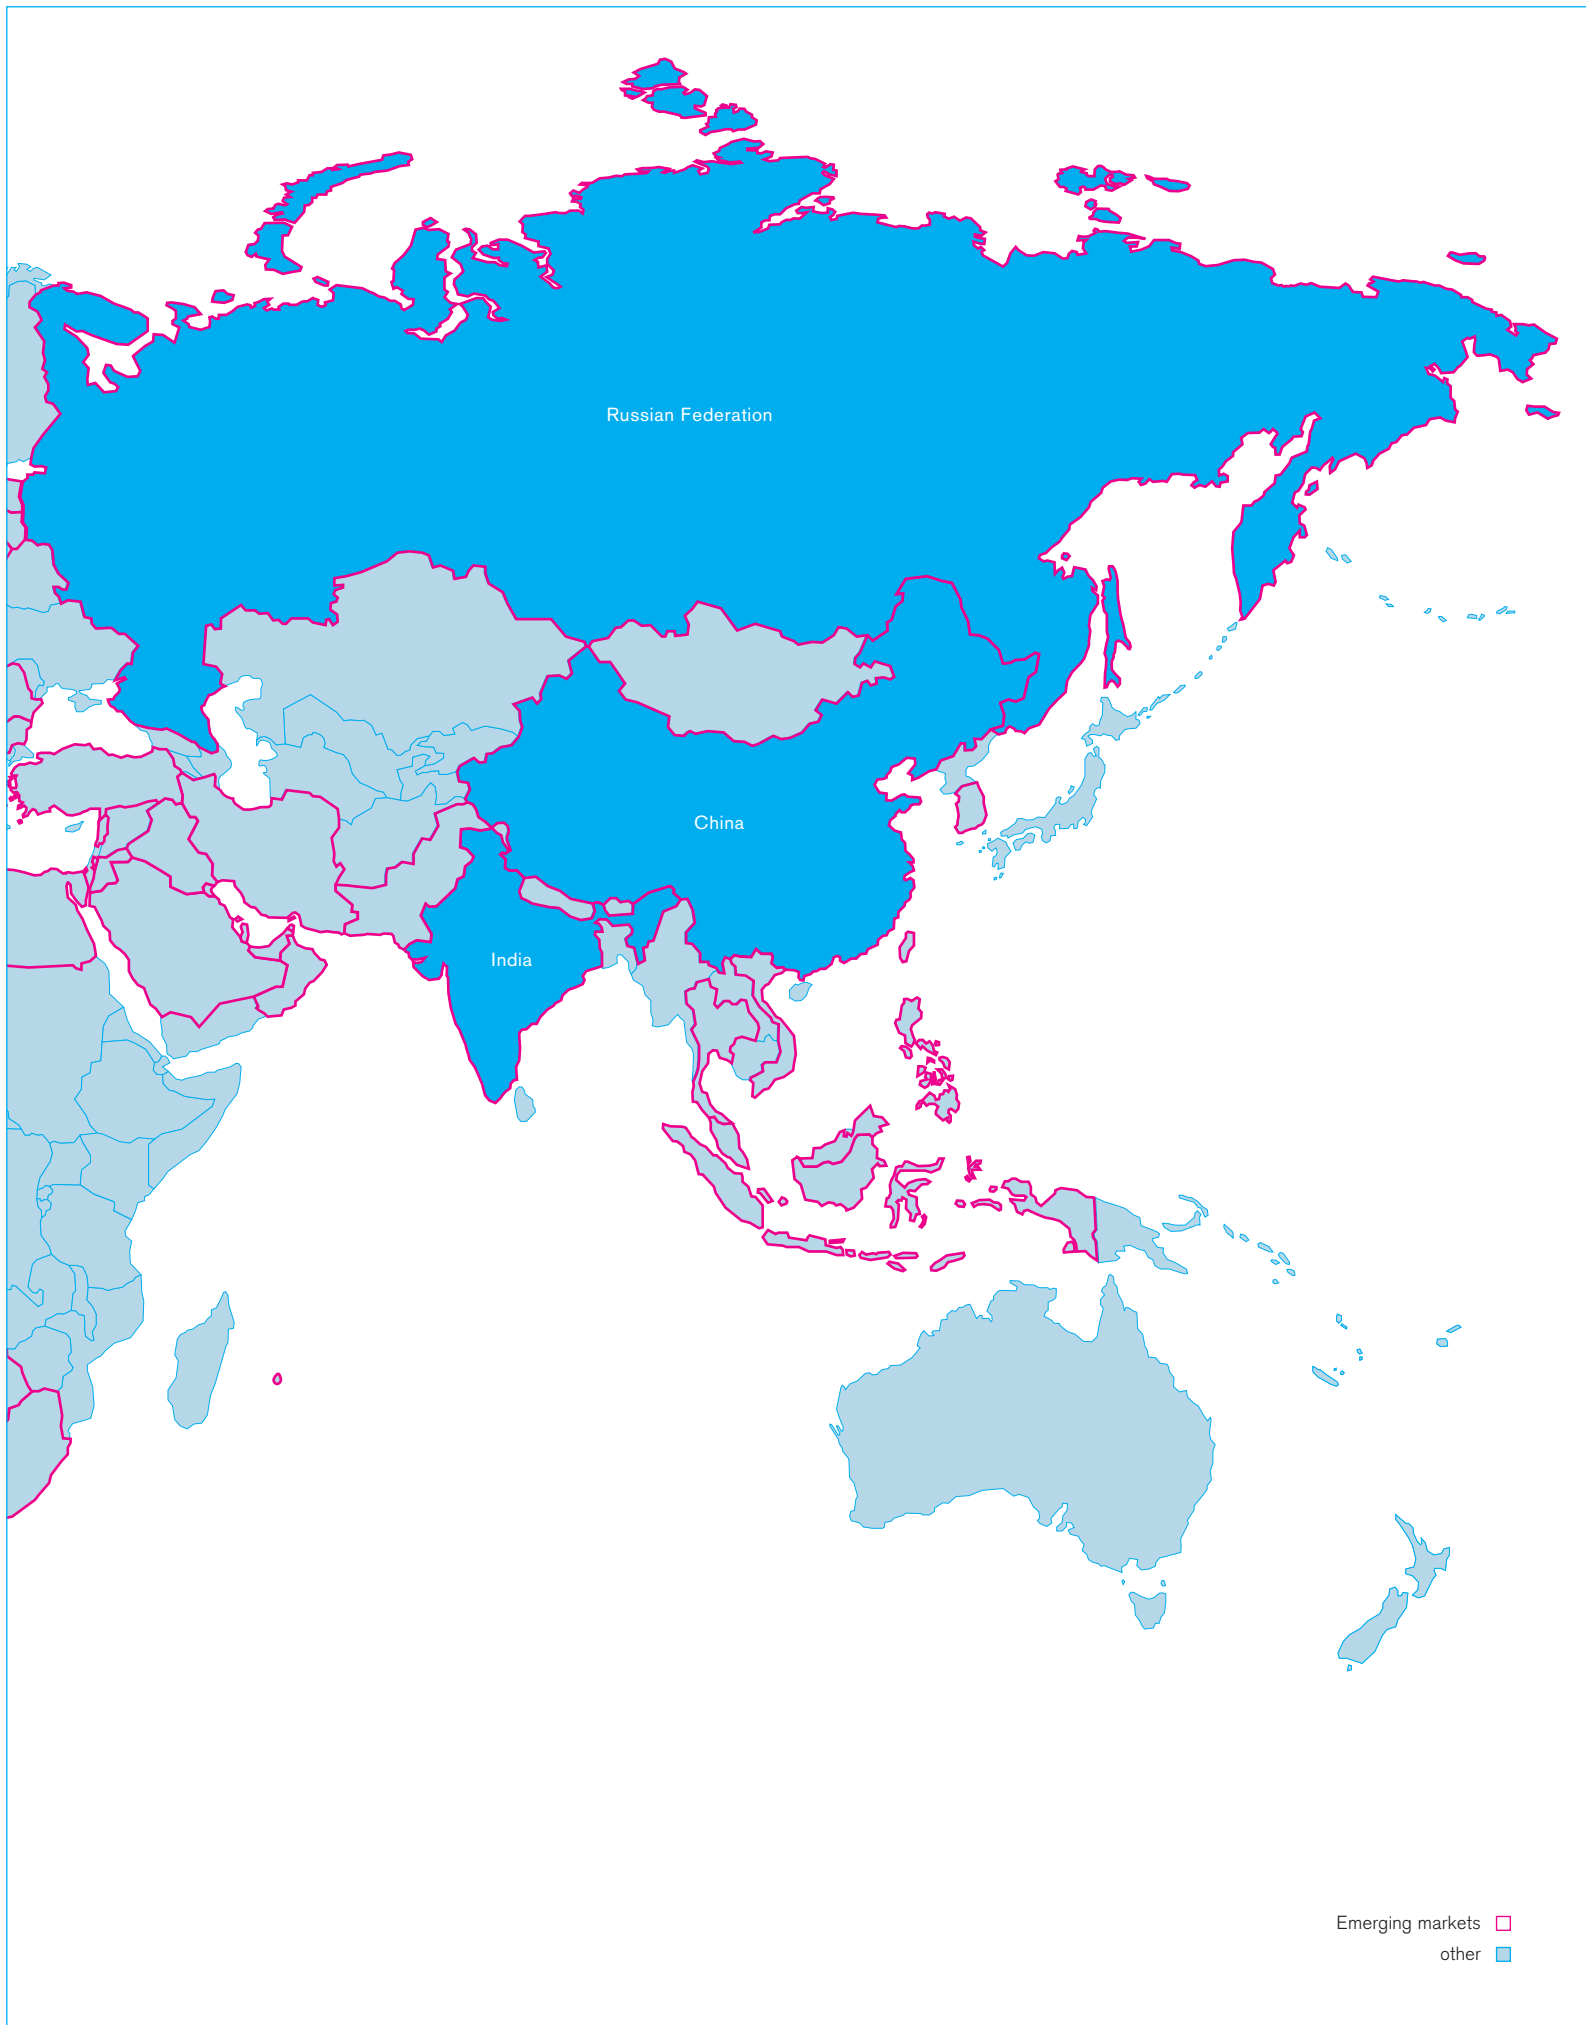 Russian Federation
China
India
Emerging markets
other